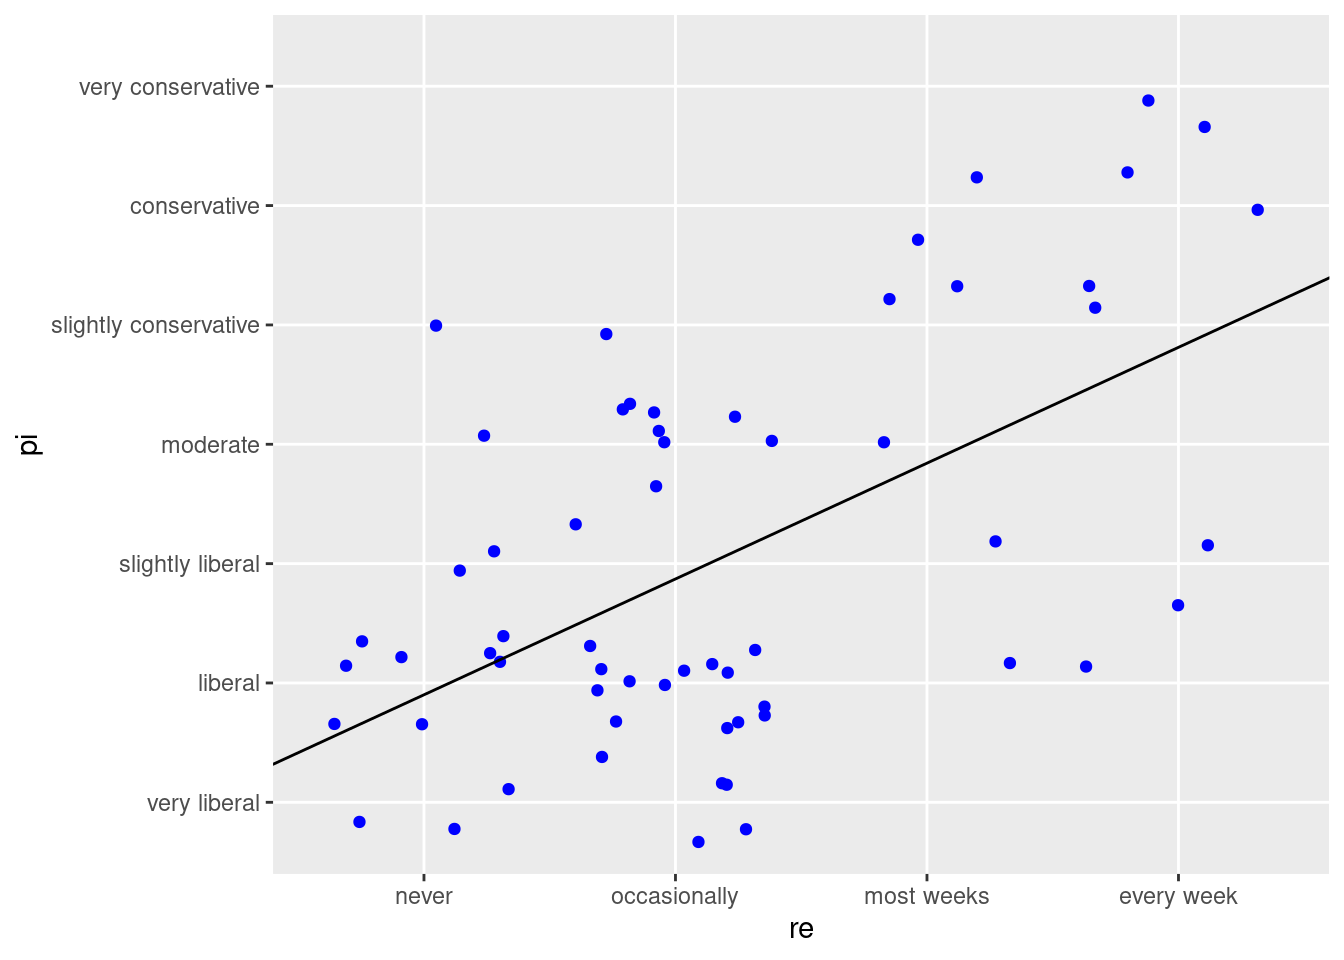 very conservative
conservative
slightly conservative
moderate
slightly liberal
liberal
very liberal
pi
never occasionally most weeks every week
re